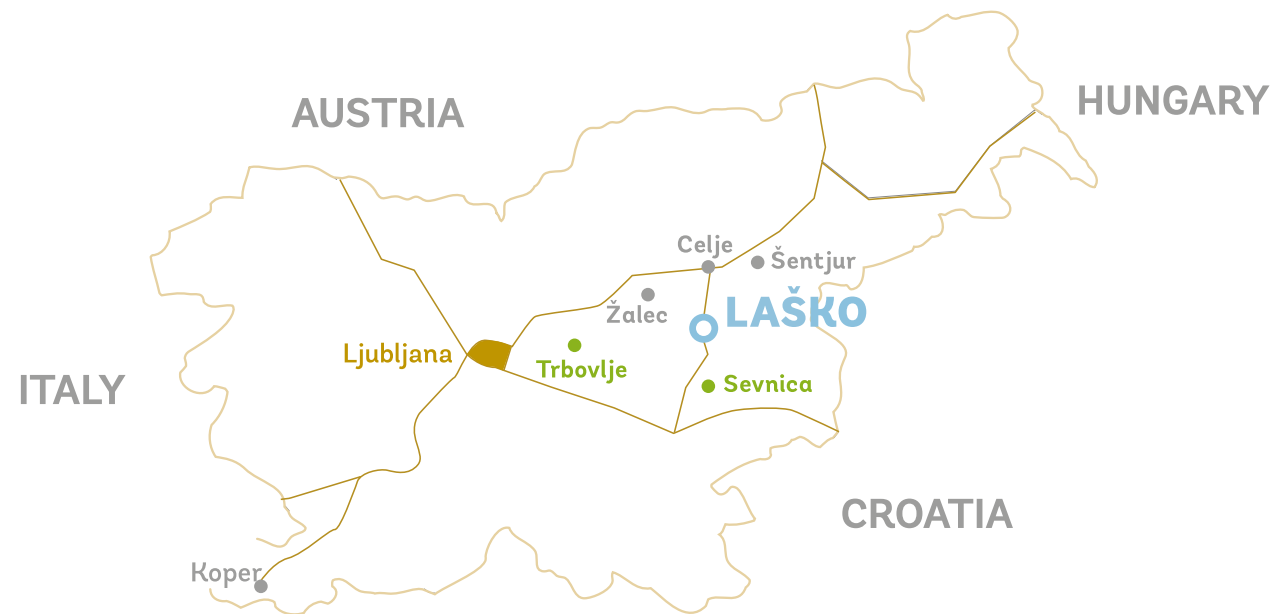 HUNGARY
AUSTRIA
Celje
Šentjur
LAŠKO
Žalec
Ljubljana
Trbovlje
Sevnica
ITALY
CROATIA
Koper